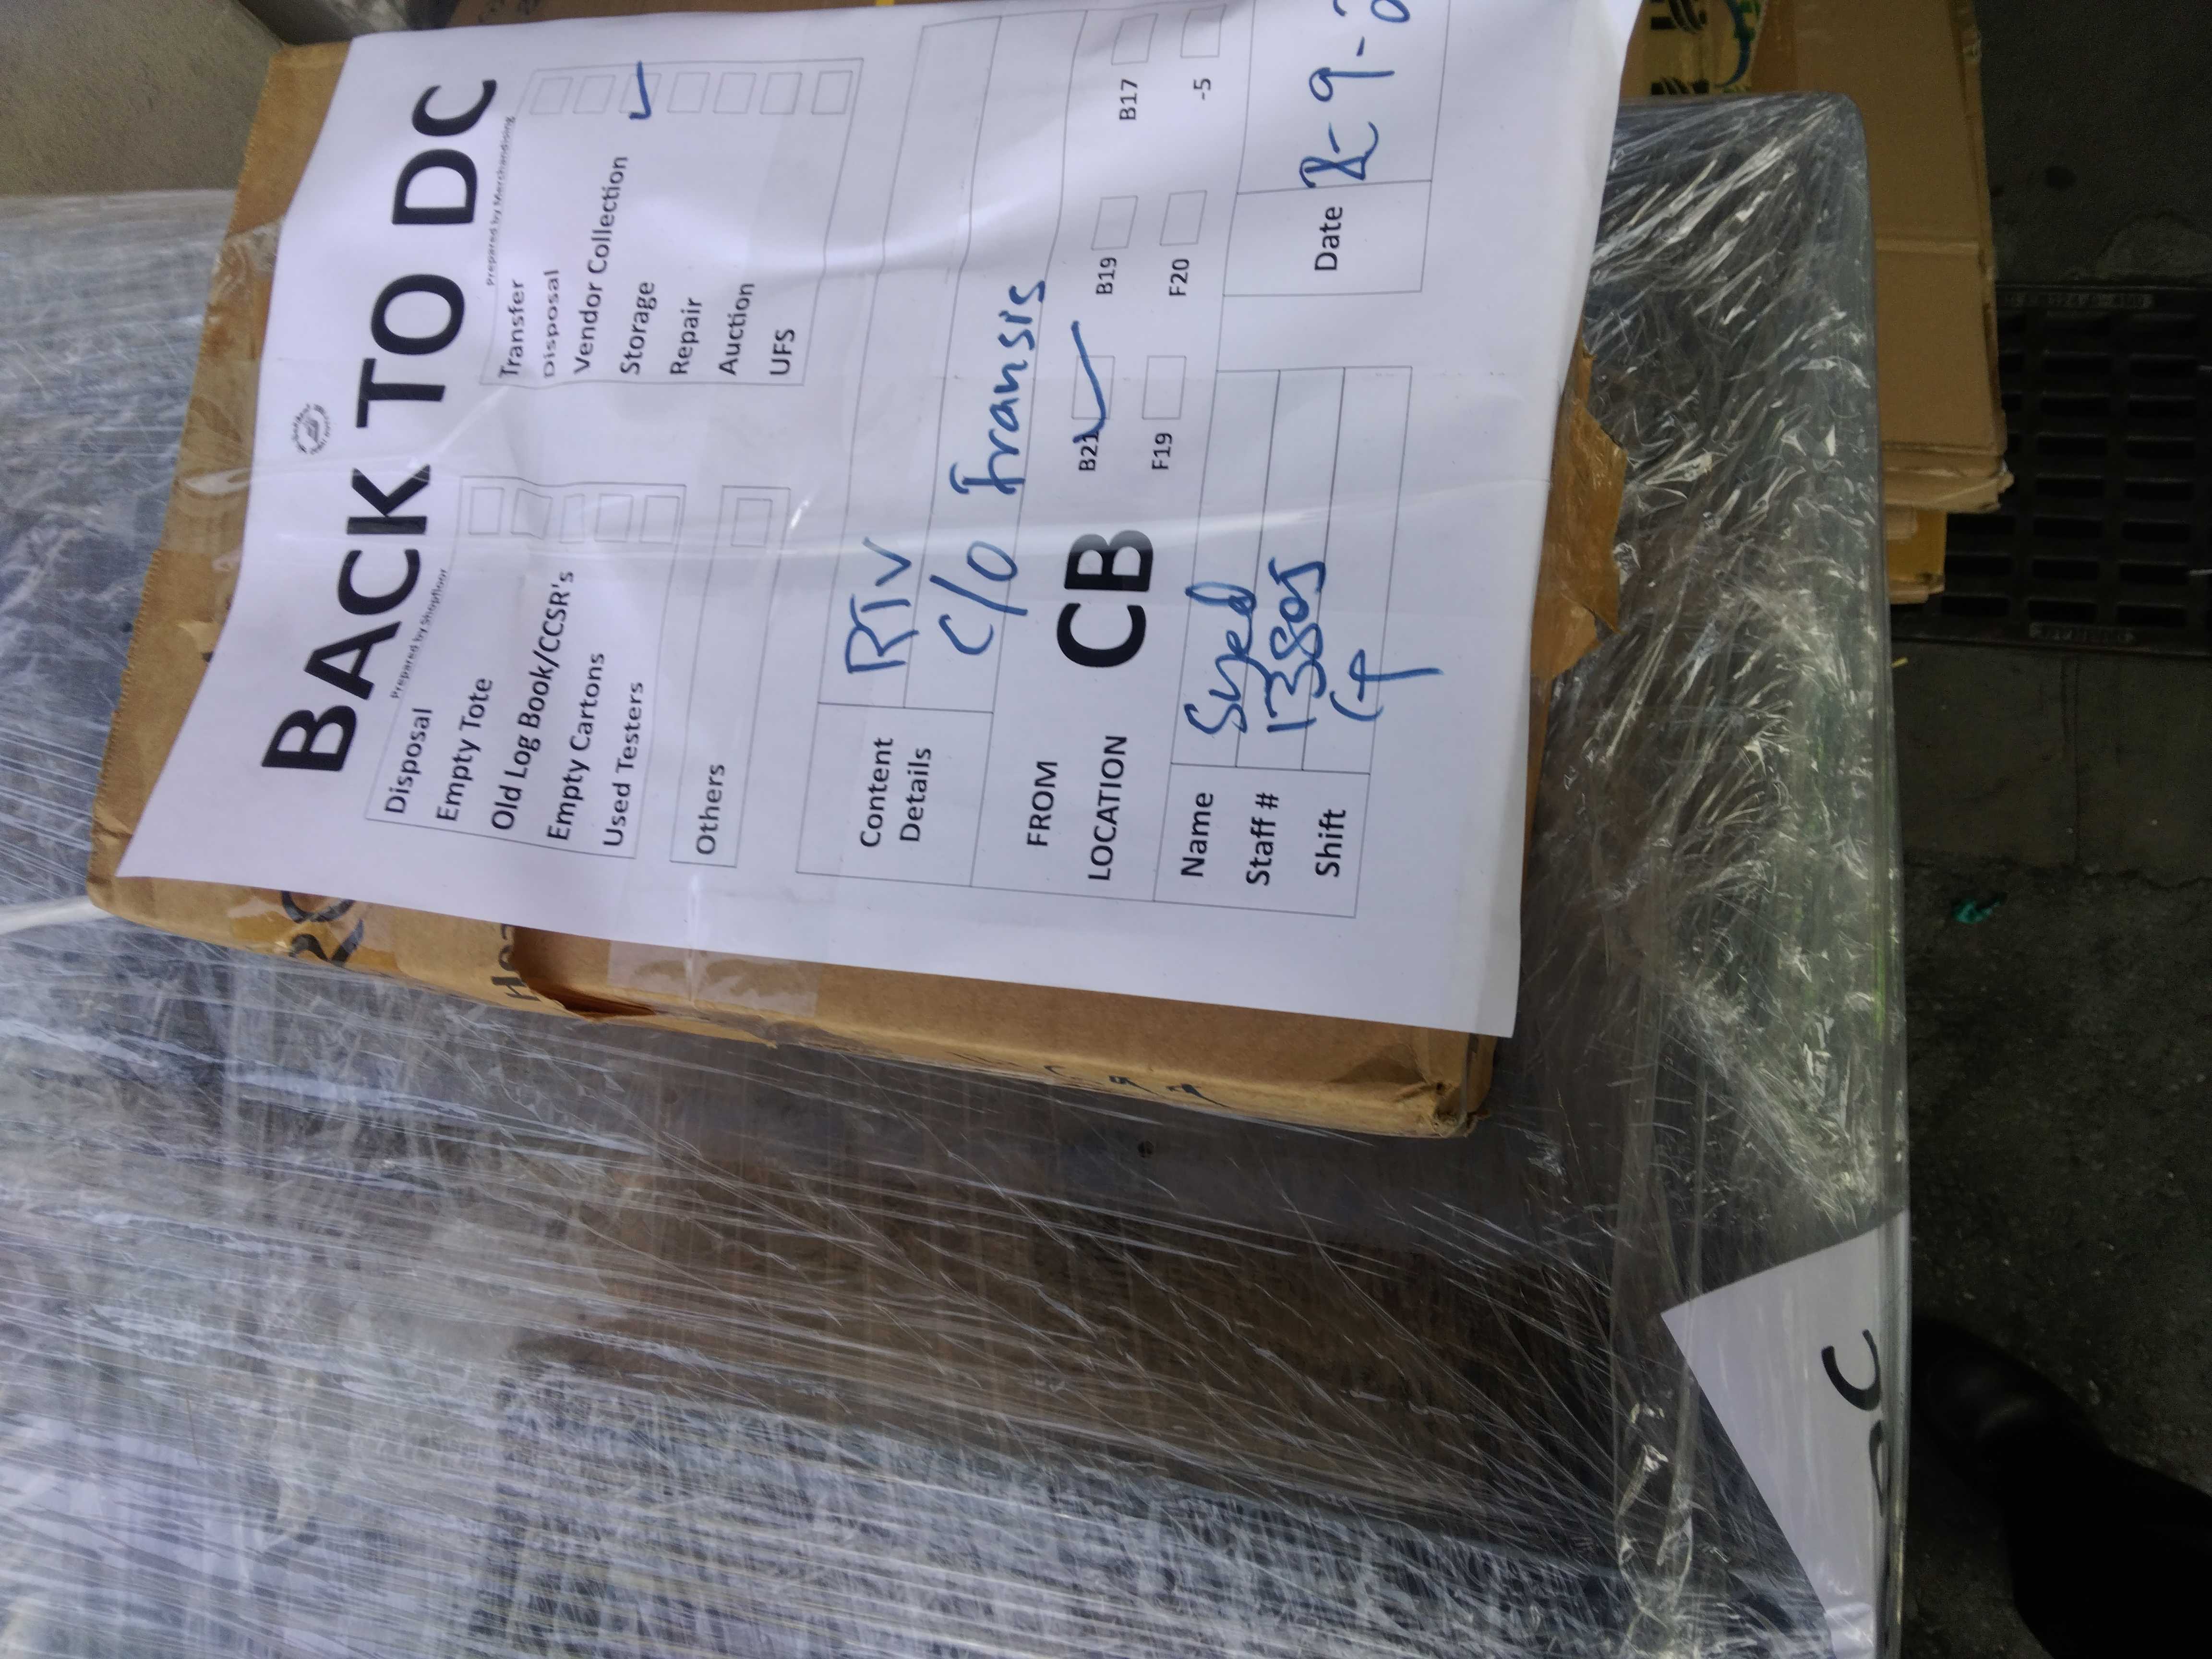 BACK TO DC
Prepared by Shopfloor
Disposal
Empty Tote
Old Log Book/CCSR's
Empty Cartons
Used Testers
Others
Prepared by Merchandising
Transfer
Disposal
Vendor Collection ✓
Storage
Repair
Auction
UFS
Content Details RTV
C/O Transis
FROM LOCATION CB
B21 ✓ B19 B17
F19 F20 -5
Name Syed
Staff # 13805
Shift
Date 9-